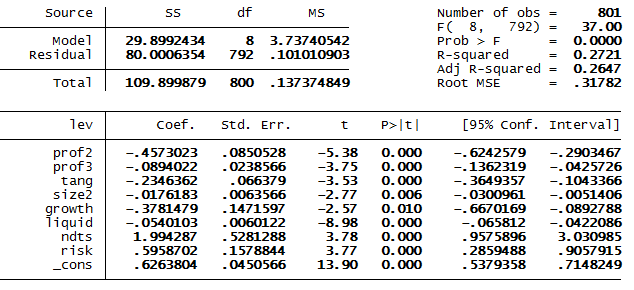 Source SS df MS Number of obs = 801
F( 8, 792) = 37.00
Model 29.8992434 8 3.73740542 Prob > F = 0.0000
Residual 80.0006354 792 .101010903 R-squared = 0.2721
Adj R-squared = 0.2647
Total 109.899879 800 .137374849 Root MSE = .31782
lev Coef. Std. Err. t P>|t| [95% Conf. Interval]
prof2 -.4573023 .0850528 -5.38 0.000 -.6242579 -.2903467
prof3 -.0894022 .0238566 -3.75 0.000 -.1362319 -.0425726
tang -.2346362 .066379 -3.53 0.000 -.3649357 -.1043366
size2 -.0176183 .0063566 -2.77 0.006 -.0300961 -.0051406
growth -.3781479 .1471597 -2.57 0.010 -.6670169 -.0892788
liquid -.0540103 .0060122 -8.98 0.000 -.065812 -.0422086
ndts 1.994287 .5281288 3.78 0.000 .9575896 3.030985
risk .5958702 .1578844 3.77 0.000 .2859488 .9057915
_cons .6263804 .0450566 13.90 0.000 .5379358 .7148249